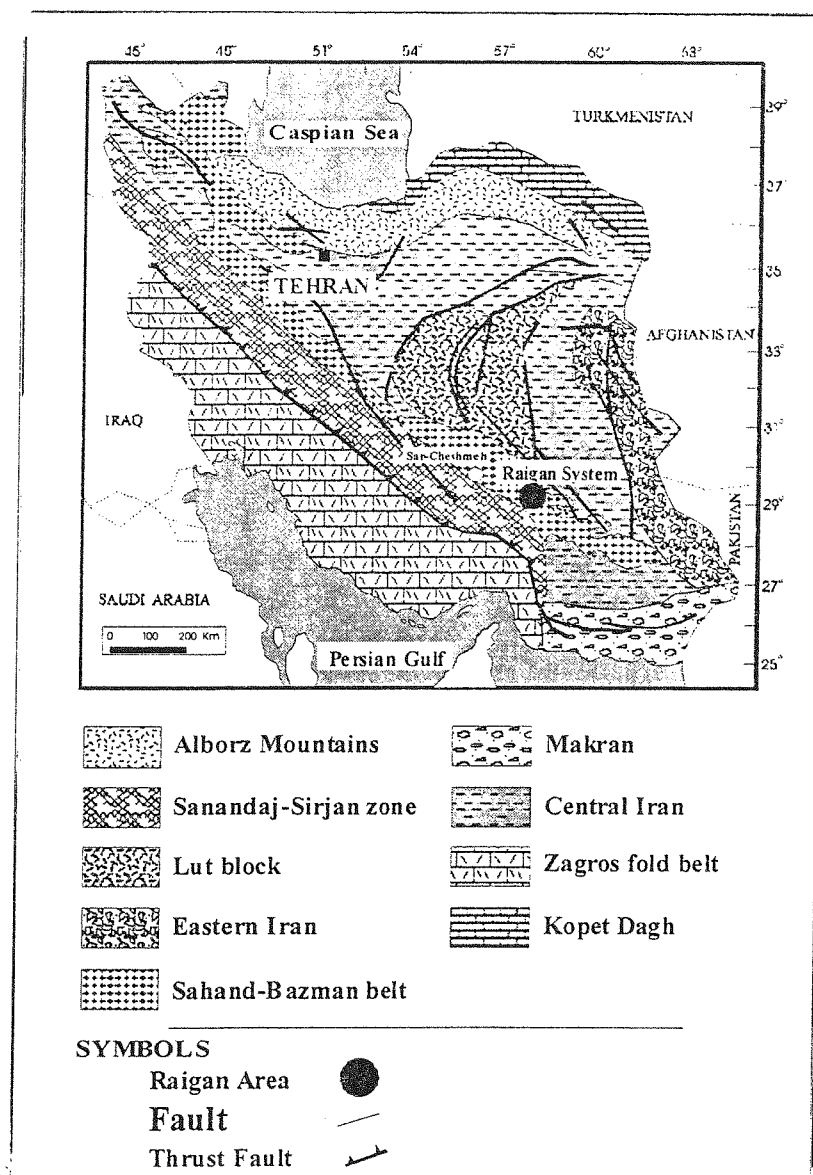 45° 48° 51° 54° 57° 60° 63°
TURKMENISTAN
39°
Caspian Sea
37°
TEHRAN
35°
AFGHANISTAN
33°
IRAQ
31°
Sar-Cheshmeh
Raigan System
29°
PAKISTAN
27°
SAUDI ARABIA
0 100 200 Km
Persian Gulf
25°
Alborz Mountains
Makran
Sanandaj-Sirjan zone
Central Iran
Lut block
Zagros fold belt
Eastern Iran
Kopet Dagh
Sahand-Bazman belt
SYMBOLS
Raigan Area
Fault
Thrust Fault